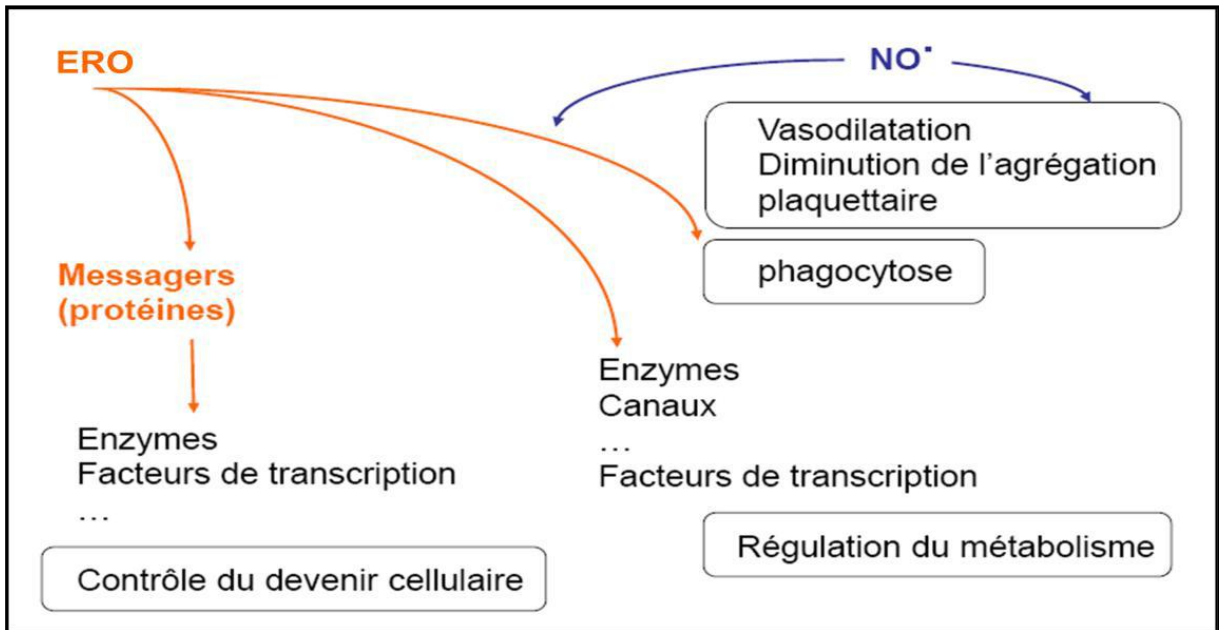 ERO
NO•
Vasodilatation
Diminution de l'agrégation
plaquettaire
phagocytose
Messagers
(protéines)
Enzymes
Facteurs de transcription
...
Contrôle du devenir cellulaire
Enzymes
Canaux
...
Facteurs de transcription
Régulation du métabolisme